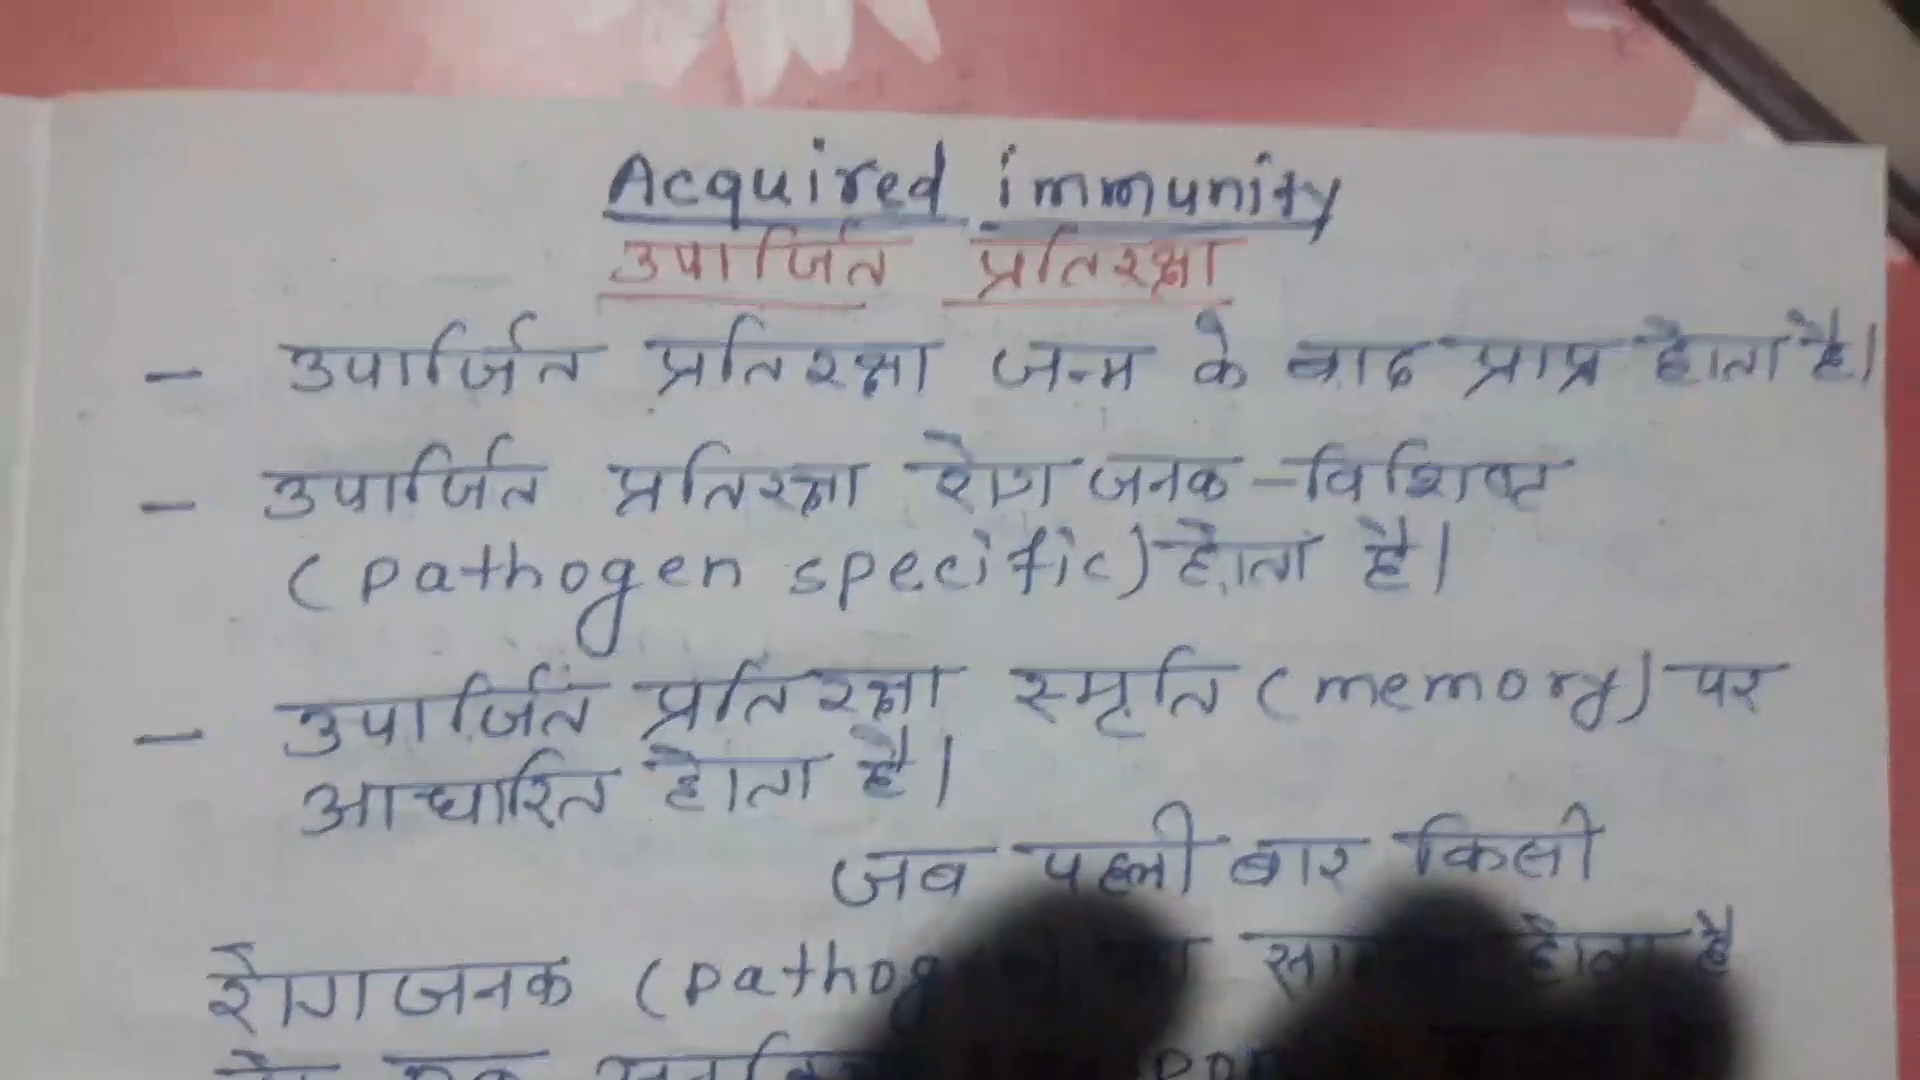 Acquired immunity
उपार्जित प्रतिरक्षा
- उपार्जित प्रतिरक्षा जन्म के बाद प्राप्त होता है।
- उपार्जित प्रतिरक्षा रोगजनक-विशिष्ट
(pathogen specific) होता है।
- उपार्जित प्रतिरक्षा स्मृति (memory) पर
आधारित होता है।
जब पहली बार किसी
रोगजनक होता है